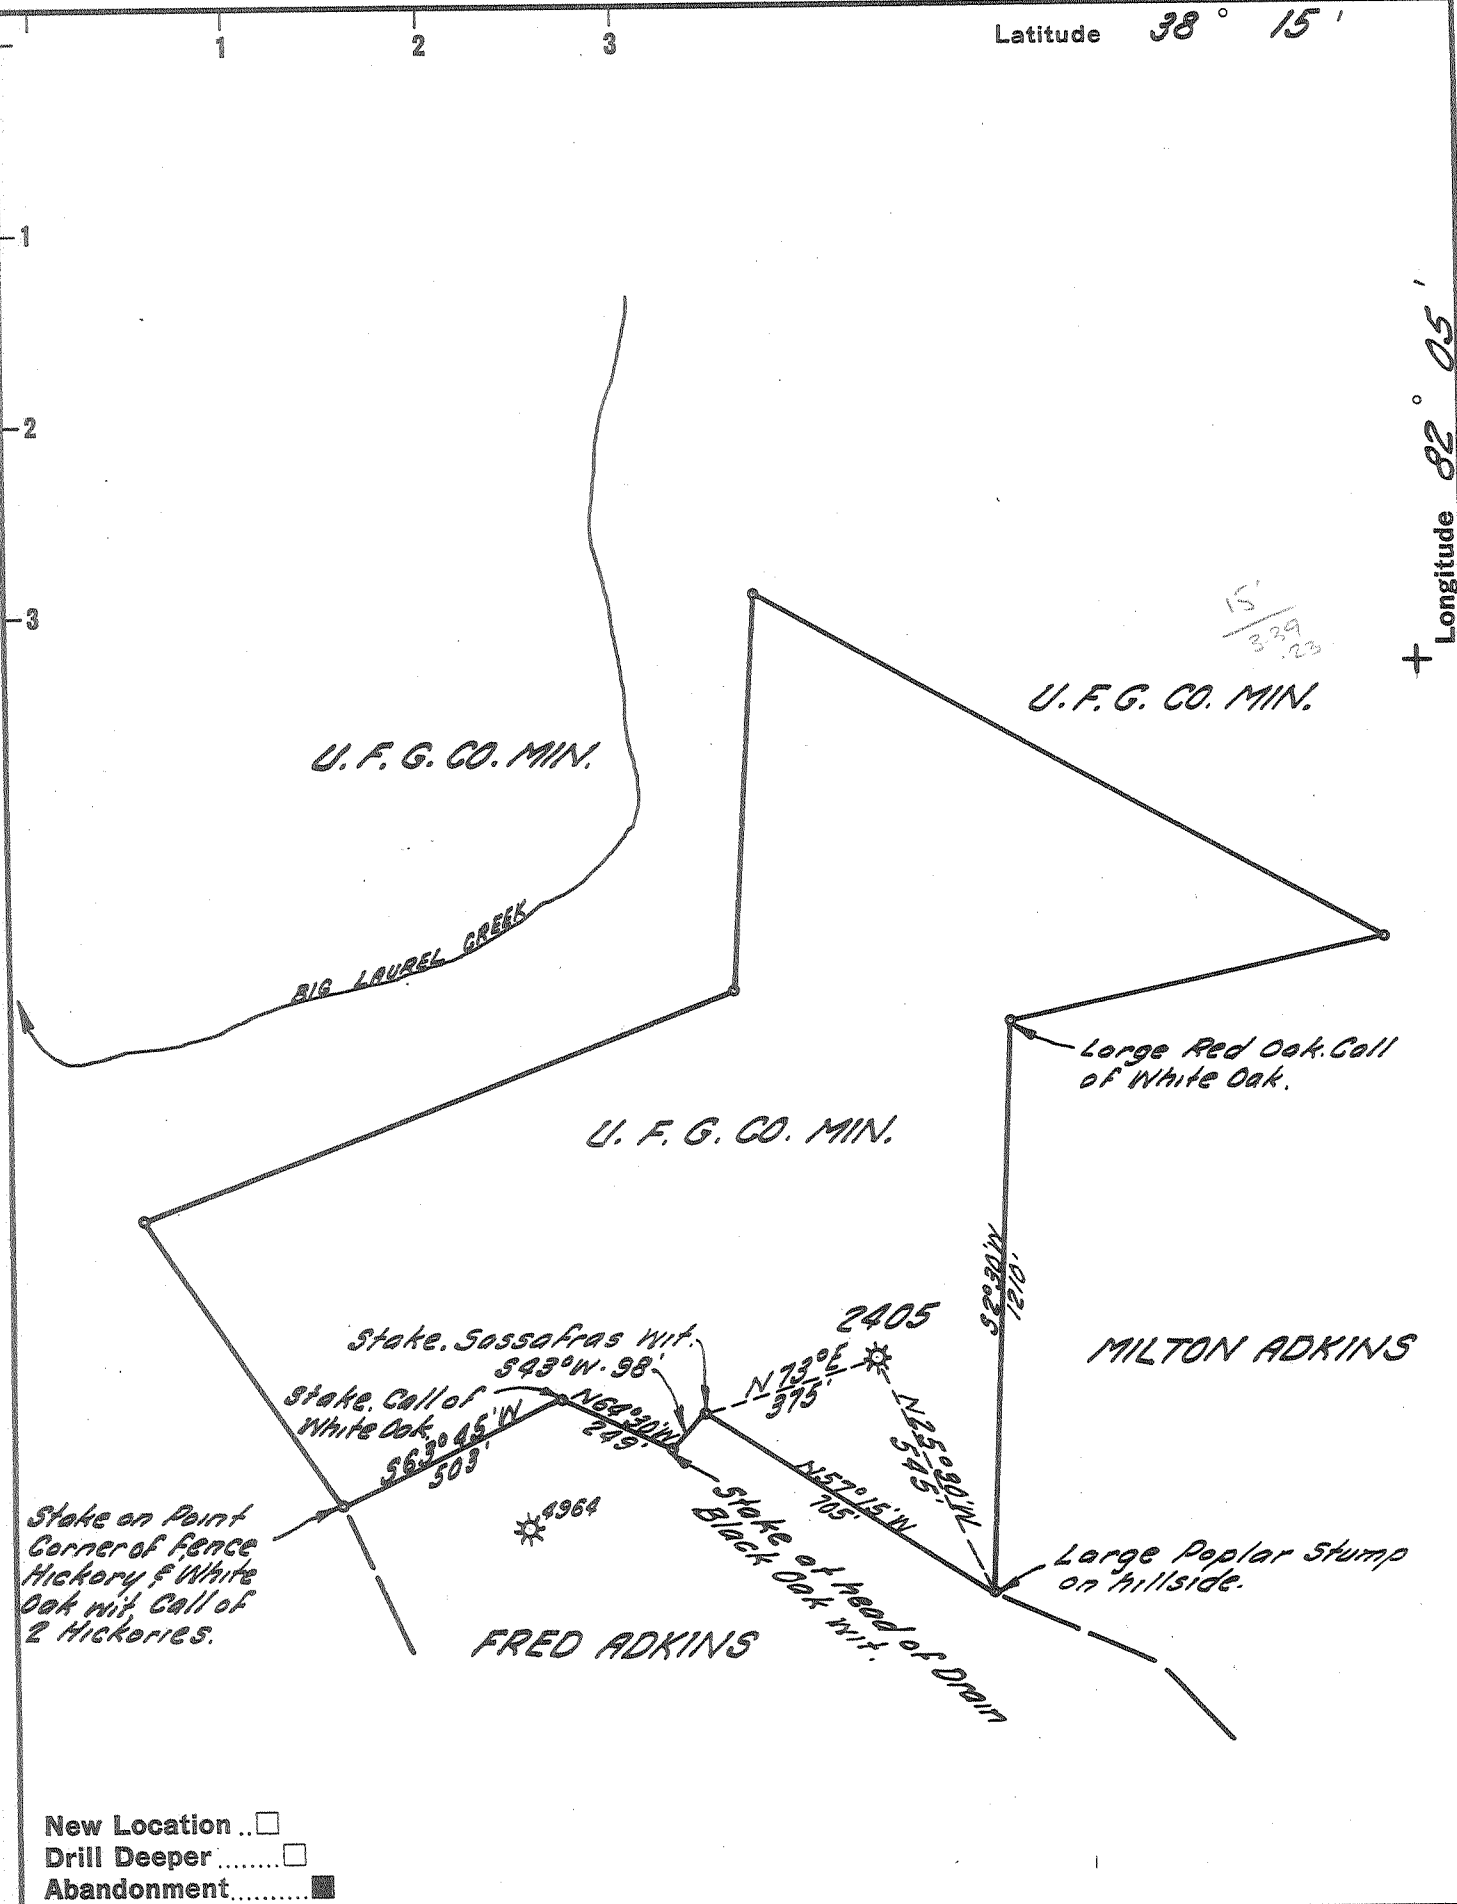 1 2 3 Latitude 38° 15'
1
2
3
Longitude 82° 05'
15'
3.39
.23
U.F.G. CO. MIN.
U.F.G. CO. MIN.
BIG LAUREL CREEK
Large Red Oak. Call
of White Oak.
U.F.G. CO. MIN.
S2°30'W
1210'
2405
Stake. Sassafras Wit.
S43°W - 98'
N73°E
375'
MILTON ADKINS
Stake. Call of
White Oak.
N64°30'W
249'
S63°45'W
503'
N25°30'W
545'
N57°15'W
705'
4964
Stake on Point
Corner of Fence
Hickory & White
Oak wit. Call of
2 Hickories.
Stake at head of Drain
Black Oak Wit.
Large Poplar Stump
on hillside.
FRED ADKINS
New Location ..
Drill Deeper ........
Abandonment..........